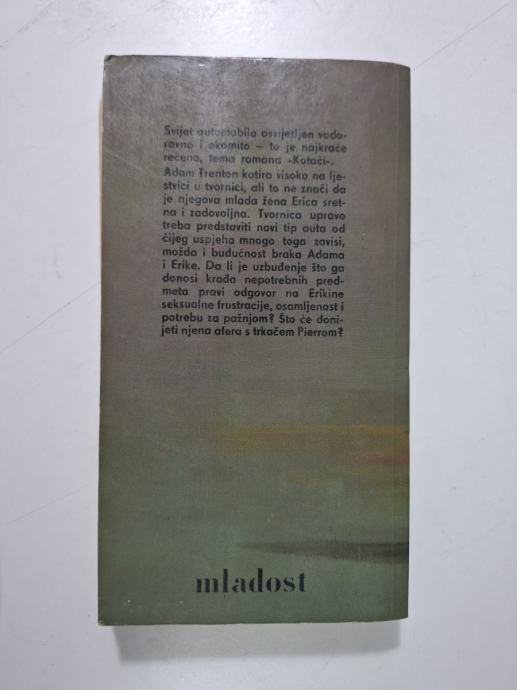 Svijet automobila osvijetljen vodo-
ravno i okomito – to je najkraće
rečeno, tema romana »Kotači«.
Adam Trenton kotira visoko na lje-
stvici u tvornici, ali to ne znači da
je njegova mlada žena Erica sret-
na i zadovoljna. Tvornica upravo
treba predstaviti novi tip auta od
čijeg uspjeha mnogo toga zavisi,
možda i budućnost braka Adama
i Erike. Da li je uzbuđenje što ga
donosi krađa nepotrebnih pred-
meta pravi odgovor na Erikine
seksualne frustracije, osamljenost i
potrebu za pažnjom? Što će doni-
jeti njena afera s trkačem Pierrom?
mladost